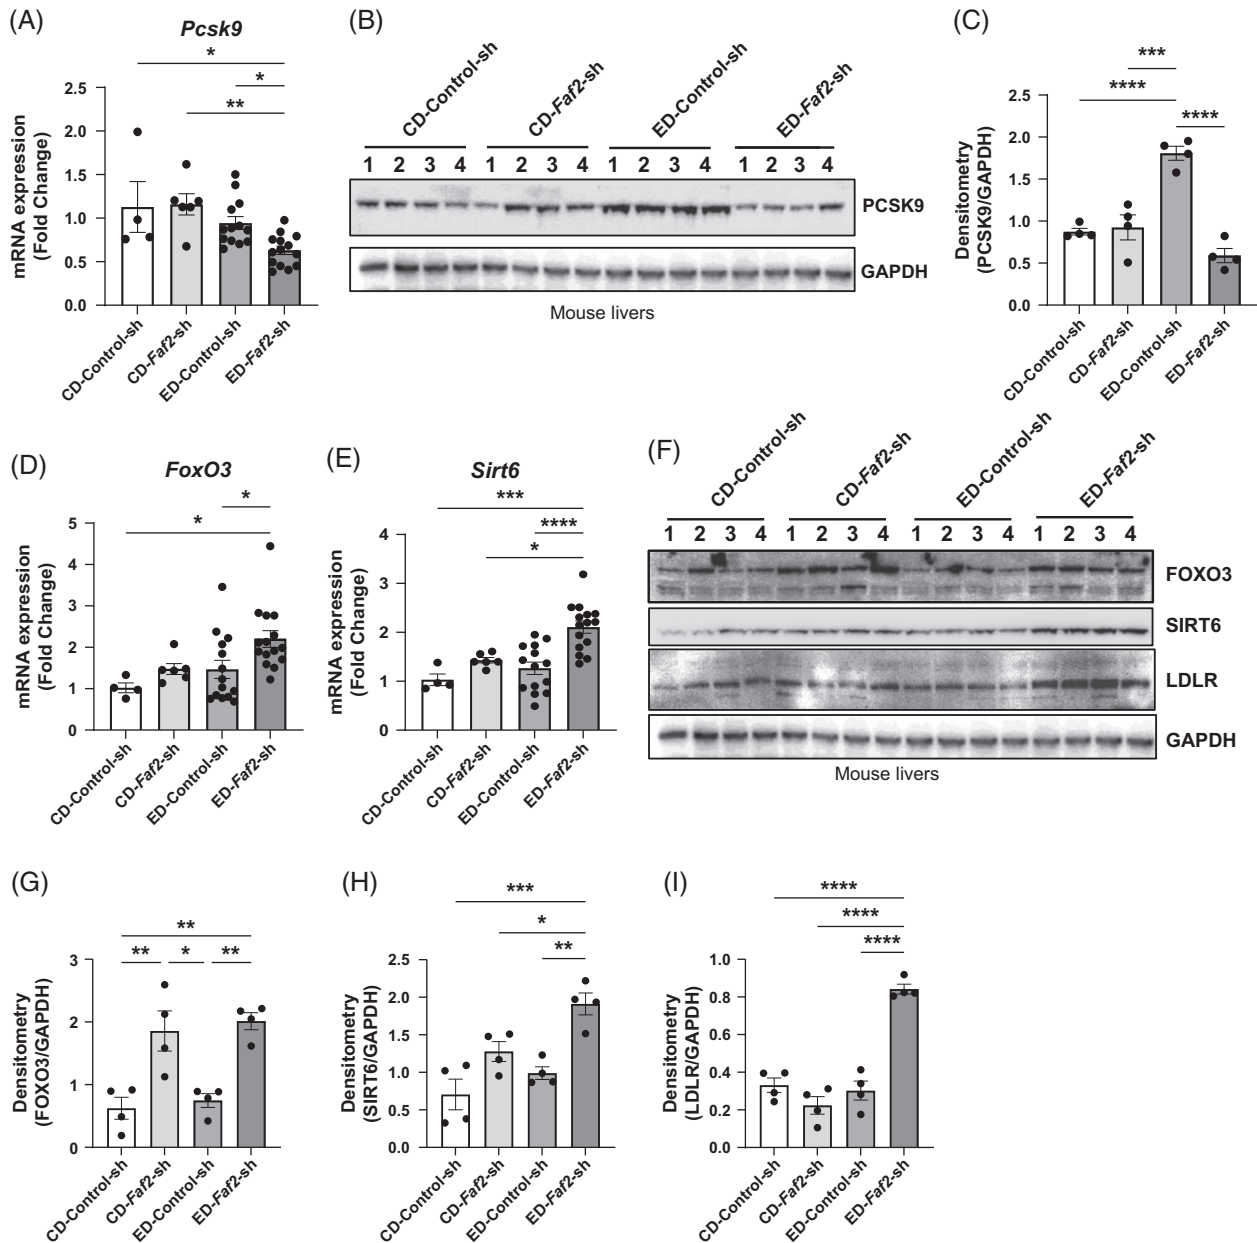 (A)
Pcsk9
*
*
**
mRNA expression
(Fold Change)
2.5
2.0
1.5
1.0
0.5
0.0
CD-Control-sh
CD-Faf2-sh
ED-Control-sh
ED-Faf2-sh
(B)
CD-Control-sh
CD-Faf2-sh
ED-Control-sh
ED-Faf2-sh
1 2 3 4 1 2 3 4 1 2 3 4 1 2 3 4
PCSK9
GAPDH
Mouse livers
(C)
***
****
****
Densitometry
(PCSK9/GAPDH)
2.5
2.0
1.5
1.0
0.5
0.0
CD-Control-sh
CD-Faf2-sh
ED-Control-sh
ED-Faf2-sh
(D)
FoxO3
*
*
mRNA expression
(Fold Change)
5
4
3
2
1
0
CD-Control-sh
CD-Faf2-sh
ED-Control-sh
ED-Faf2-sh
(E)
Sirt6
***
****
*
mRNA expression
(Fold Change)
4
3
2
1
0
CD-Control-sh
CD-Faf2-sh
ED-Control-sh
ED-Faf2-sh
(F)
CD-Control-sh
CD-Faf2-sh
ED-Control-sh
ED-Faf2-sh
1 2 3 4 1 2 3 4 1 2 3 4 1 2 3 4
FOXO3
SIRT6
LDLR
GAPDH
Mouse livers
(G)
**
** * **
Densitometry
(FOXO3/GAPDH)
3
2
1
0
CD-Control-sh
CD-Faf2-sh
ED-Control-sh
ED-Faf2-sh
(H)
***
*
**
Densitometry
(SIRT6/GAPDH)
2.5
2.0
1.5
1.0
0.5
0.0
CD-Control-sh
CD-Faf2-sh
ED-Control-sh
ED-Faf2-sh
(I)
****
****
****
Densitometry
(LDLR/GAPDH)
1.0
0.8
0.6
0.4
0.2
0.0
CD-Control-sh
CD-Faf2-sh
ED-Control-sh
ED-Faf2-sh